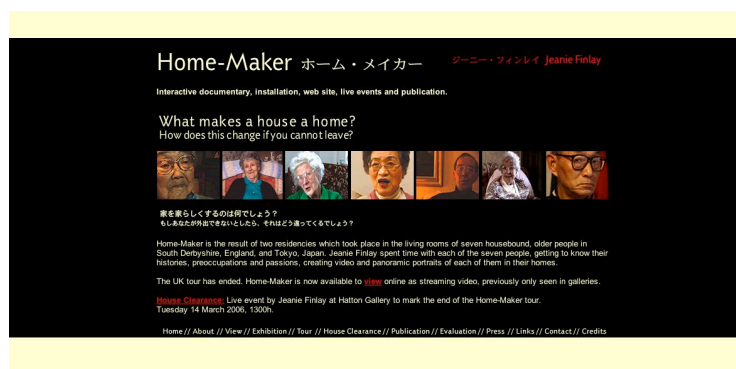 Home-Maker ホーム・メイカー
ジーニー・フィンレイ Jeanie Finlay
Interactive documentary, installation, web site, live events and publication.
What makes a house a home?
How does this change if you cannot leave?
家を家らしくするのは何でしょう？
もしあなたが外出できないとしたら、それはどう違ってくるでしょう？
Home-Maker is the result of two residencies which took place in the living rooms of seven housebound, older people in
South Derbyshire, England, and Tokyo, Japan. Jeanie Finlay spent time with each of the seven people, getting to know their
histories, preoccupations and passions, creating video and panoramic portraits of each of them in their homes.
The UK tour has ended. Home-Maker is now available to view online as streaming video, previously only seen in galleries.
House Clearance: Live event by Jeanie Finlay at Hatton Gallery to mark the end of the Home-Maker tour.
Tuesday 14 March 2006, 1300h.
Home // About // View // Exhibition // Tour // House Clearance // Publication // Evaluation // Press // Links // Contact // Credits